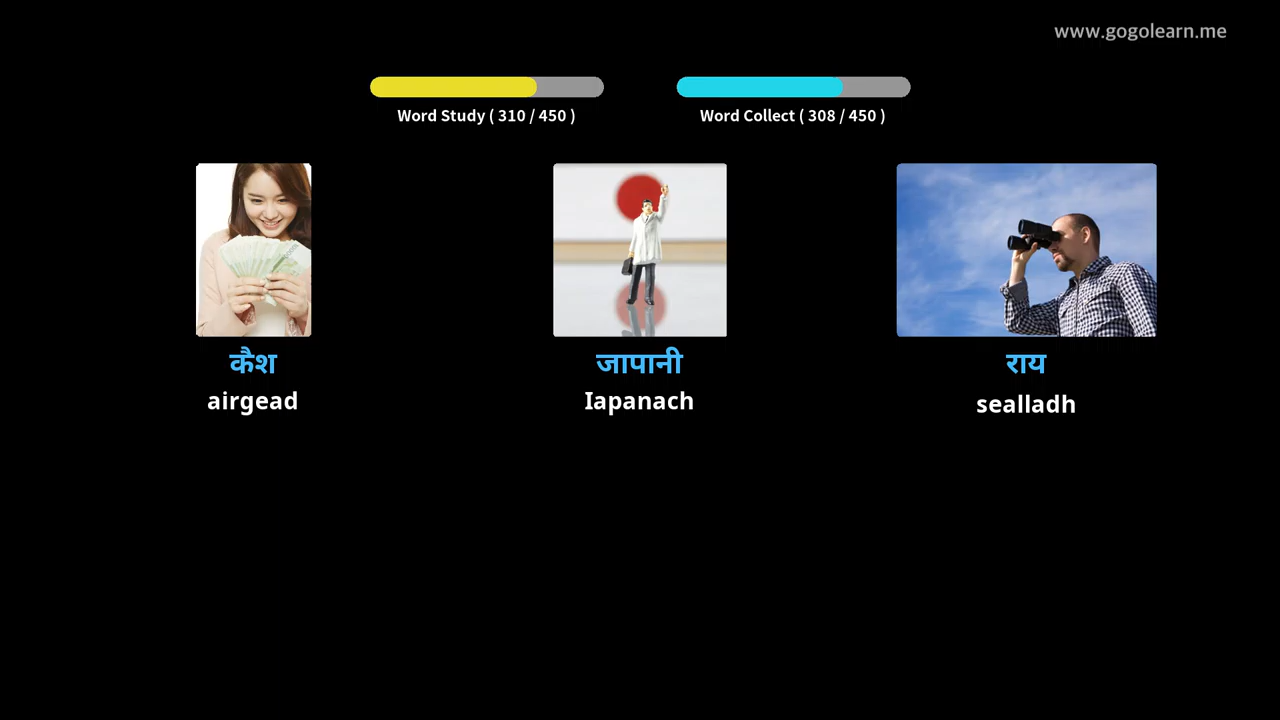 www.gogolearn.me
Word Study ( 310 / 450 )
Word Collect ( 308 / 450 )
कैश
जापानी
राय
airgead
Iapanach
sealladh